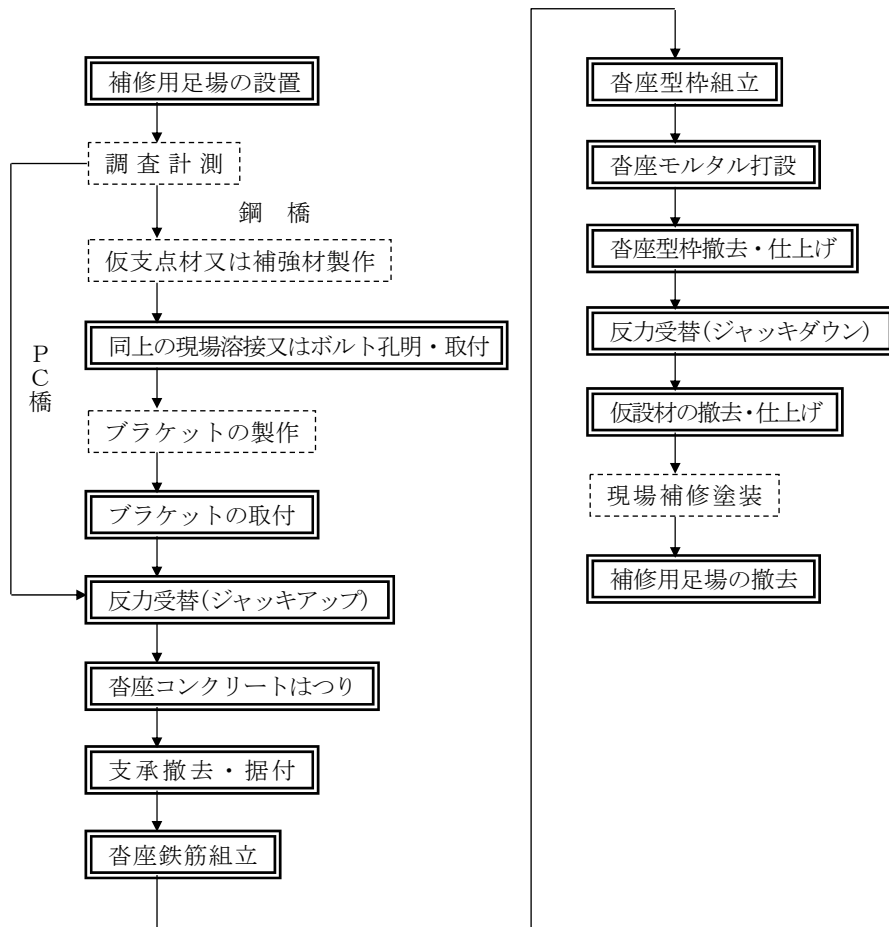 補修用足場の設置
調査計測
鋼　橋
仮支点材又は補強材製作
同上の現場溶接又はボルト孔明・取付
PC橋
ブラケットの製作
ブラケットの取付
反力受替(ジャッキアップ)
沓座コンクリートはつり
支承撤去・据付
沓座鉄筋組立
沓座型枠組立
沓座モルタル打設
沓座型枠撤去・仕上げ
反力受替(ジャッキダウン)
仮設材の撤去・仕上げ
現場補修塗装
補修用足場の撤去